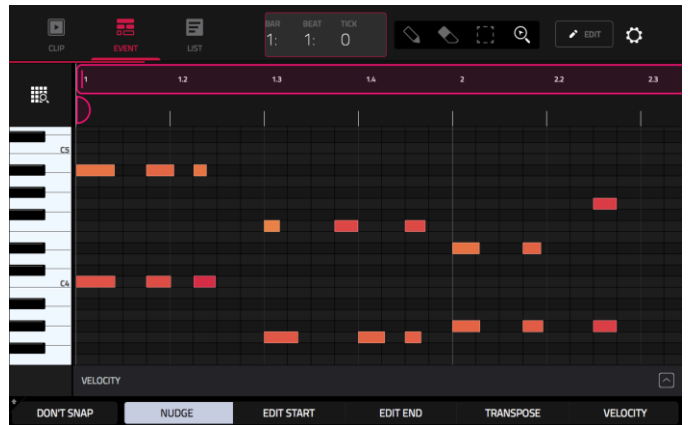 BAR BEAT TICK
1: 1: 0
CLIP EVENT LIST EDIT
1 1.2 1.3 1.4 2 2.2 2.3
C5
C4
VELOCITY
DON'T SNAP NUDGE EDIT START EDIT END TRANSPOSE VELOCITY